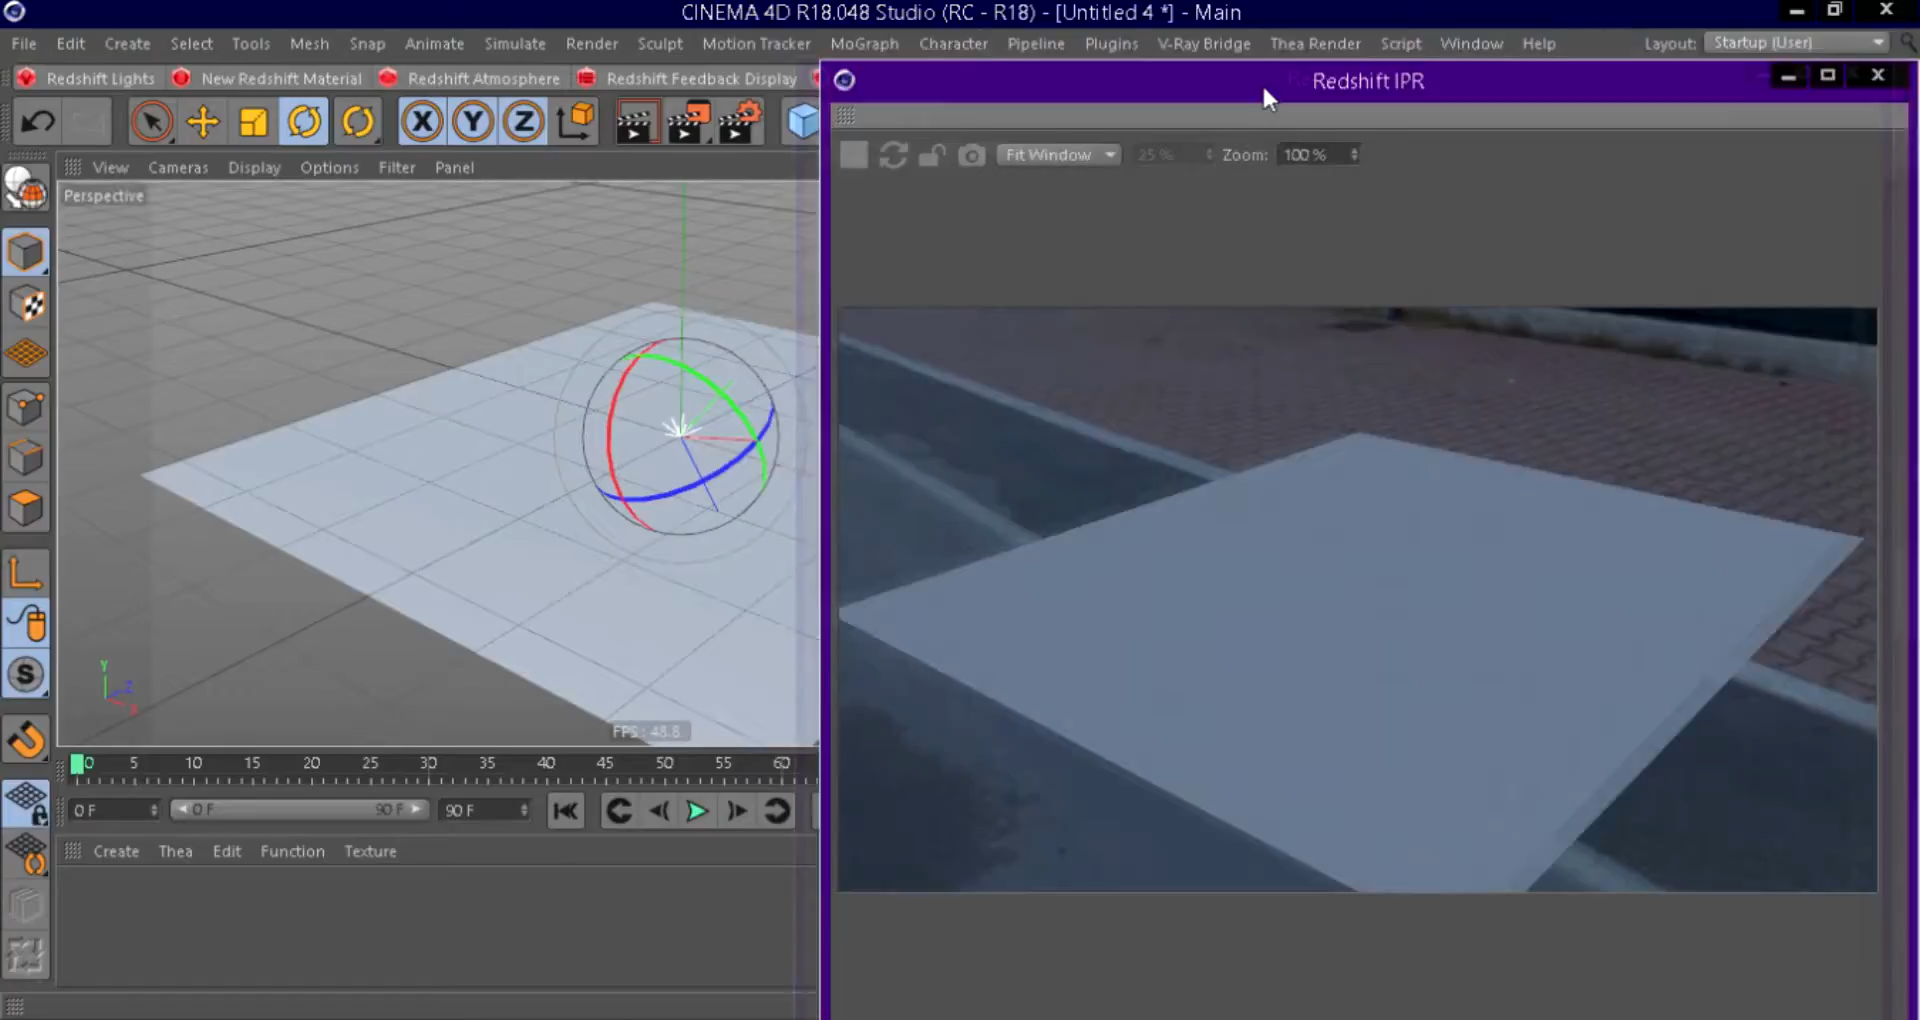 CINEMA 4D R18.048 Studio (RC - R18) - [Untitled 4 *] - Main
File Edit Create Select Tools Mesh Snap Animate Simulate Render Sculpt Motion Tracker MoGraph Character Pipeline Plugins V-Ray Bridge Thea Render Script Window Help Layout: Startup (User)
Redshift Lights New Redshift Material Redshift Atmosphere Redshift Feedback Display
Redshift IPR
X Y Z
Fit Window 25 % Zoom: 100 %
View Cameras Display Options Filter Panel
Perspective
Y
Z
X
S
FPS : 48.8
0 5 10 15 20 25 30 35 40 45 50 55 60
0 F 0 F 90 F 90 F
Create Thea Edit Function Texture